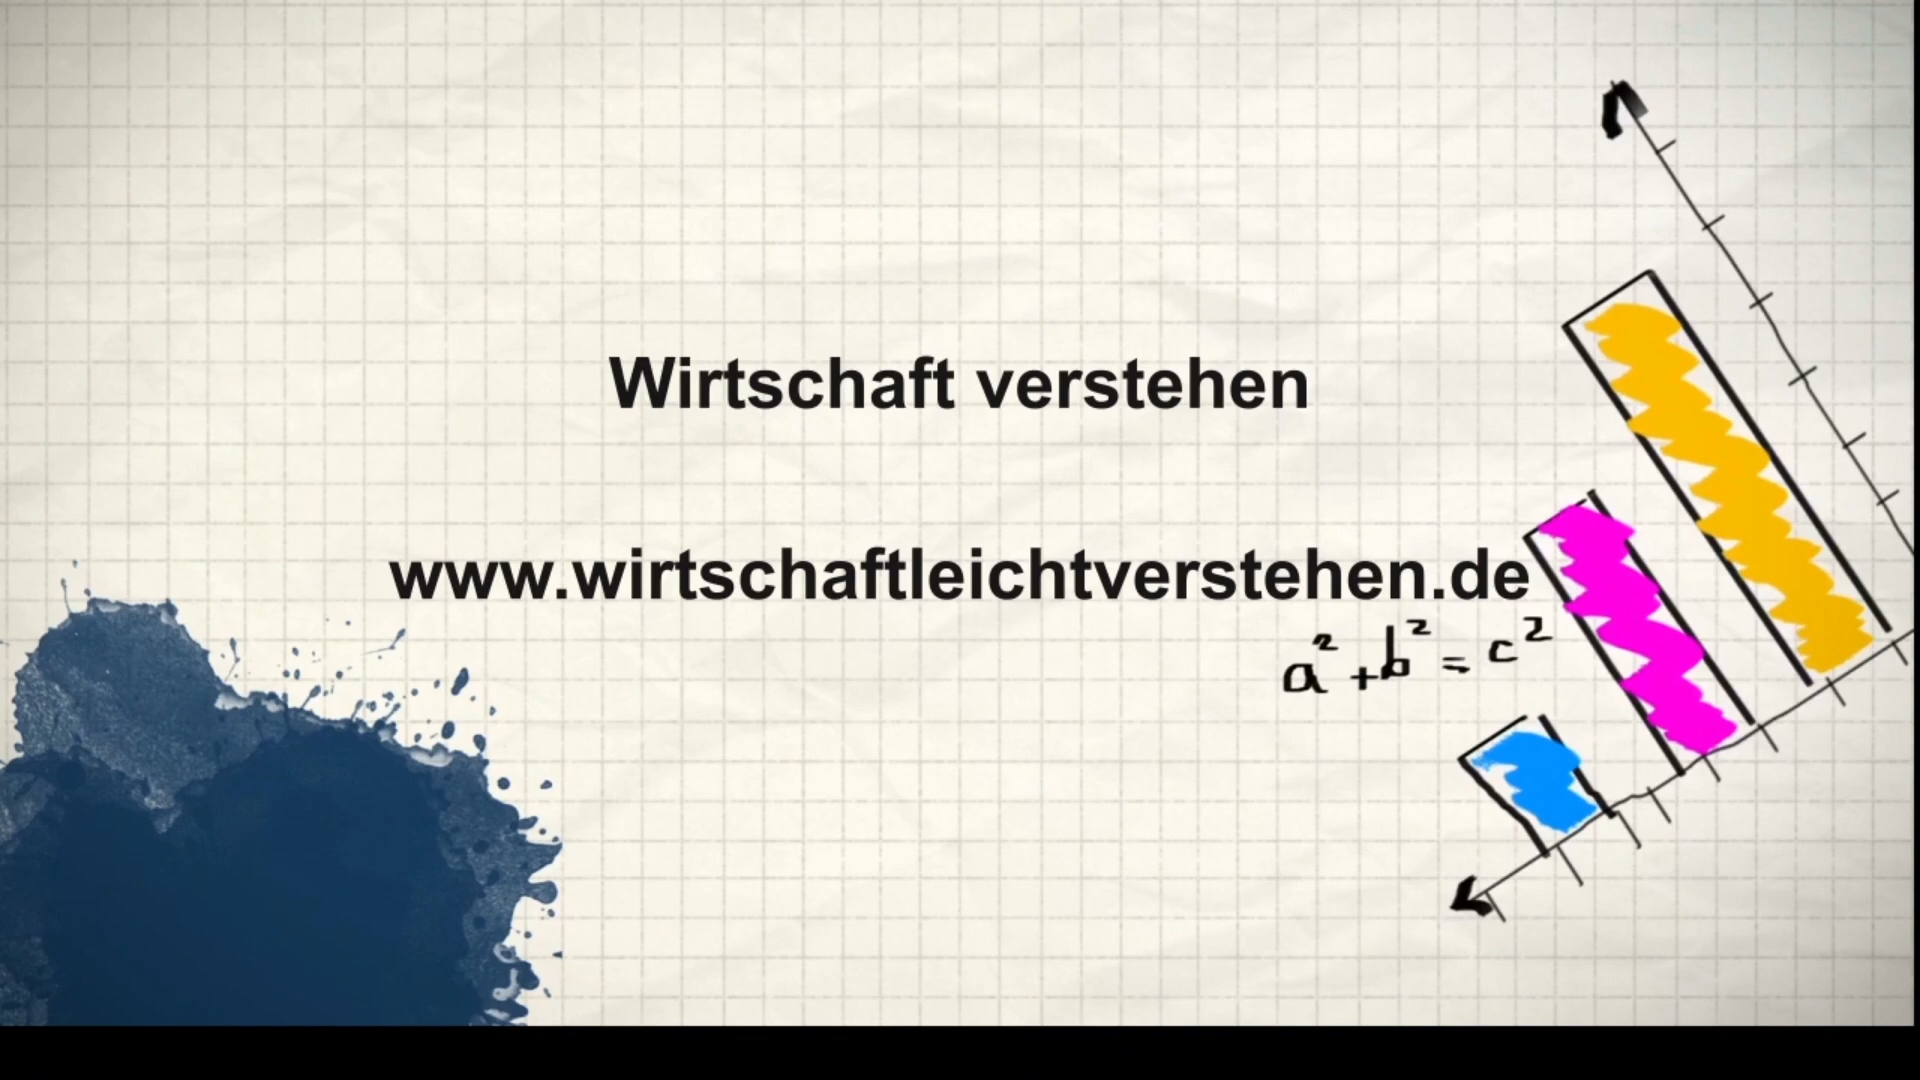 Wirtschaft verstehen
www.wirtschaftleichtverstehen.de
a² + b² = c²